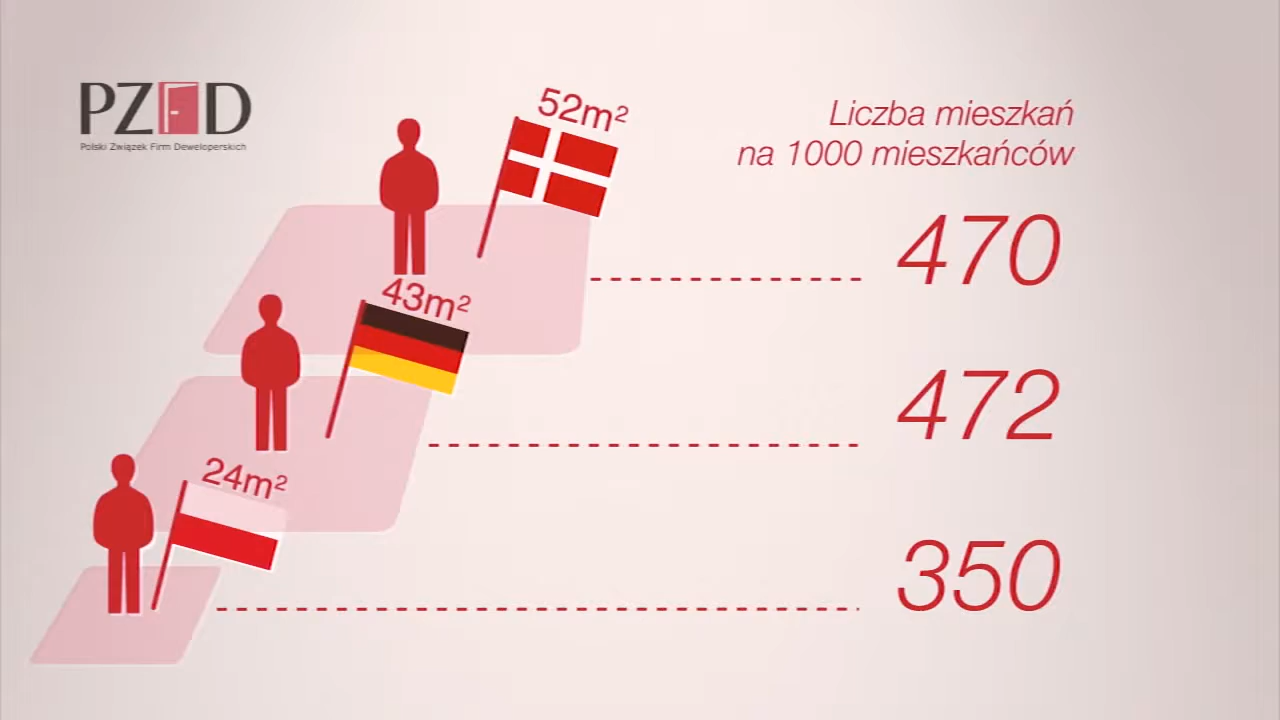 PZFD
Polski Związek Firm Deweloperskich
52m²
Liczba mieszkań
na 1000 mieszkańców
470
43m²
472
24m²
350